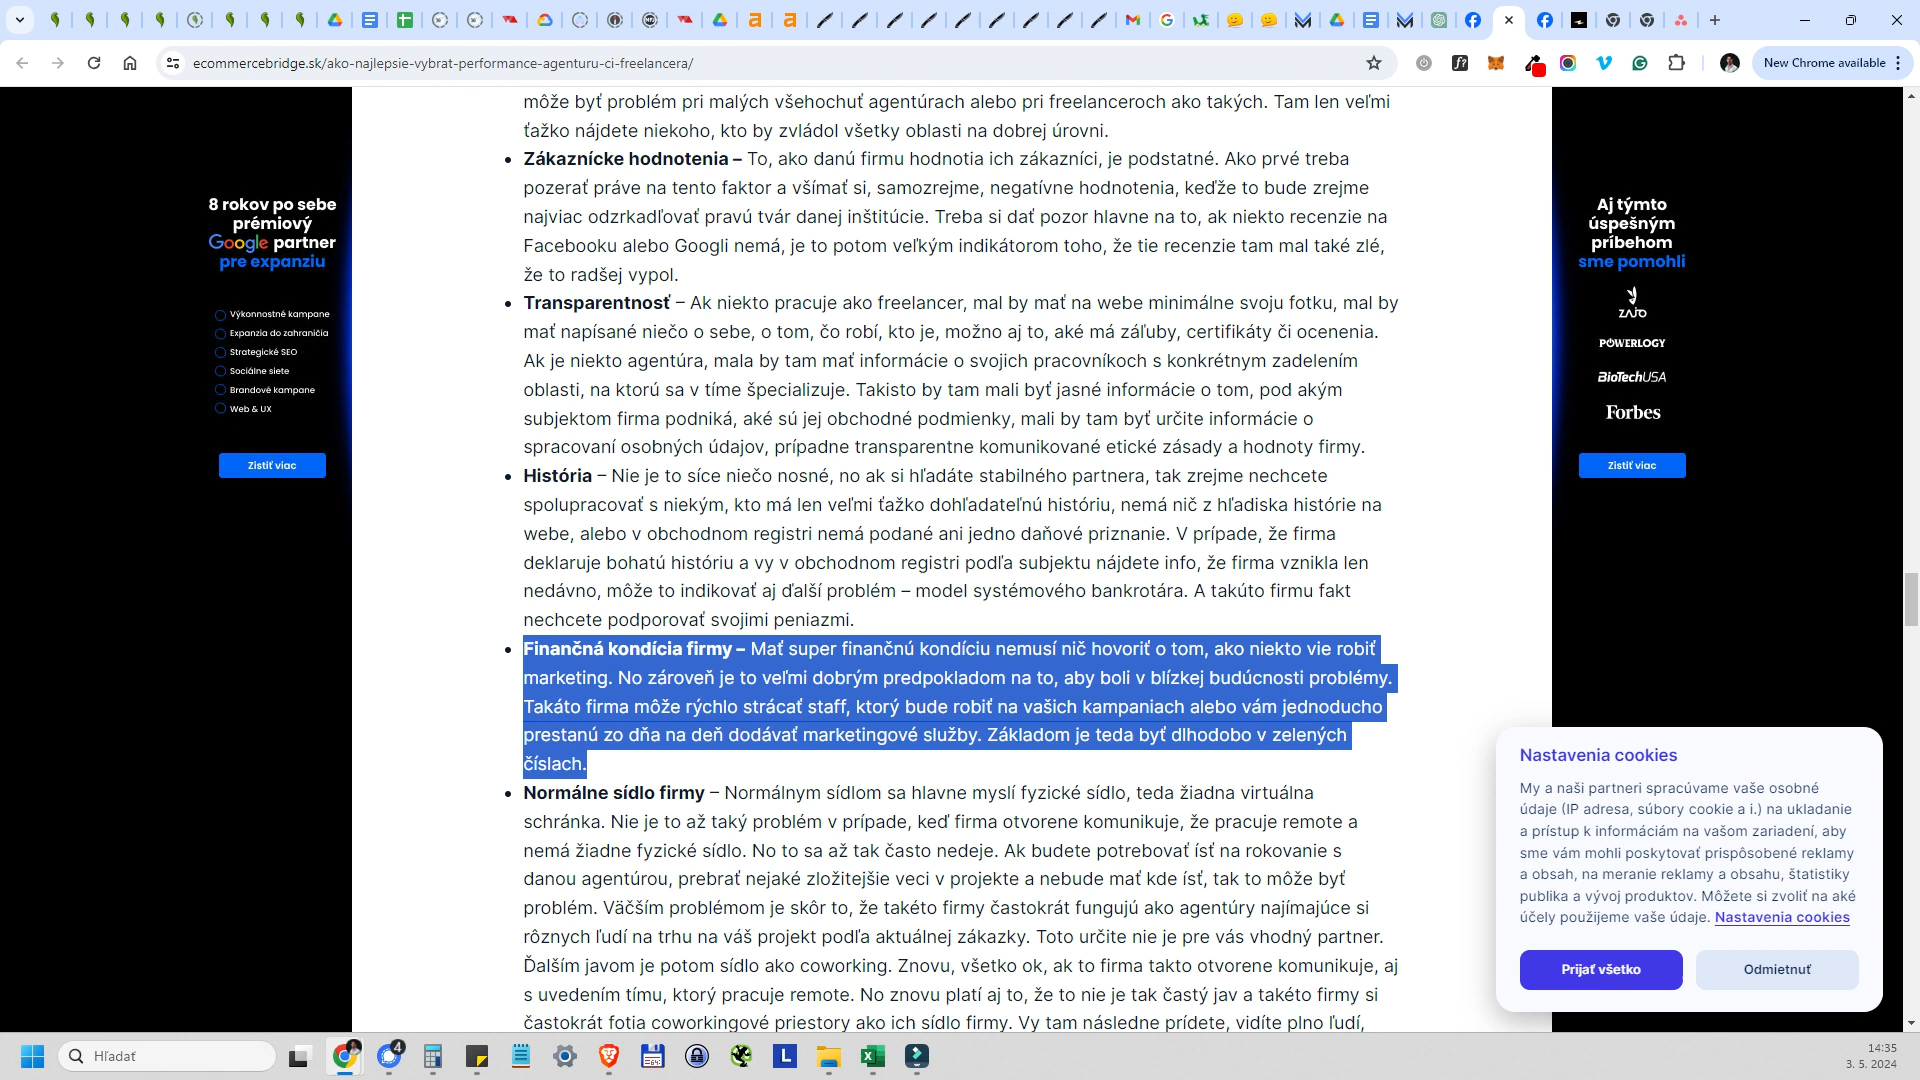 ecommercebridge.sk/ako-najlepsie-vybrat-performance-agenturu-ci-freelancera/
New Chrome available
môže byť problém pri malých všehochuť agentúrach alebo pri freelanceroch ako takých. Tam len veľmi
ťažko nájdete niekoho, kto by zvládol všetky oblasti na dobrej úrovni.
Zákaznícke hodnotenia – To, ako danú firmu hodnotia ich zákazníci, je podstatné. Ako prvé treba
pozerať práve na tento faktor a všímať si, samozrejme, negatívne hodnotenia, keďže to bude zrejme
najviac odzrkadľovať pravú tvár danej inštitúcie. Treba si dať pozor hlavne na to, ak niekto recenzie na
Facebooku alebo Googli nemá, je to potom veľkým indikátorom toho, že tie recenzie tam mal také zlé,
že to radšej vypol.
Transparentnosť – Ak niekto pracuje ako freelancer, mal by mať na webe minimálne svoju fotku, mal by
mať napísané niečo o sebe, o tom, čo robí, kto je, možno aj to, aké má záľuby, certifikáty či ocenenia.
Ak je niekto agentúra, mala by tam mať informácie o svojich pracovníkoch s konkrétnym zadelením
oblasti, na ktorú sa v tíme špecializuje. Takisto by tam mali byť jasné informácie o tom, pod akým
subjektom firma podniká, aké sú jej obchodné podmienky, mali by tam byť určite informácie o
spracovaní osobných údajov, prípadne transparentne komunikované etické zásady a hodnoty firmy.
História – Nie je to síce niečo nosné, no ak si hľadáte stabilného partnera, tak zrejme nechcete
spolupracovať s niekým, kto má len veľmi ťažko dohľadateľnú históriu, nemá nič z hľadiska histórie na
webe, alebo v obchodnom registri nemá podané ani jedno daňové priznanie. V prípade, že firma
deklaruje bohatú históriu a vy v obchodnom registri podľa subjektu nájdete info, že firma vznikla len
nedávno, môže to indikovať aj ďalší problém – model systémového bankrotára. A takúto firmu fakt
nechcete podporovať svojimi peniazmi.
Finančná kondícia firmy – Mať super finančnú kondíciu nemusí nič hovoriť o tom, ako niekto vie robiť
marketing. No zároveň je to veľmi dobrým predpokladom na to, aby boli v blízkej budúcnosti problémy.
Takáto firma môže rýchlo strácať staff, ktorý bude robiť na vašich kampaniach alebo vám jednoducho
prestanú zo dňa na deň dodávať marketingové služby. Základom je teda byť dlhodobo v zelených
číslach.
Normálne sídlo firmy – Normálnym sídlom sa hlavne myslí fyzické sídlo, teda žiadna virtuálna
schránka. Nie je to až taký problém v prípade, keď firma otvorene komunikuje, že pracuje remote a
nemá žiadne fyzické sídlo. No to sa až tak často nedeje. Ak budete potrebovať ísť na rokovanie s
danou agentúrou, prebrať nejaké zložitejšie veci v projekte a nebude mať kde ísť, tak to môže byť
problém. Väčším problémom je skôr to, že takéto firmy častokrát fungujú ako agentúry najímajúce si
rôznych ľudí na trhu na váš projekt podľa aktuálnej zákazky. Toto určite nie je pre vás vhodný partner.
Ďalším javom je potom sídlo ako coworking. Znovu, všetko ok, ak to firma takto otvorene komunikuje, aj
s uvedením tímu, ktorý pracuje remote. No znovu platí aj to, že to nie je tak častý jav a takéto firmy si
častokrát fotia coworkingové priestory ako ich sídlo firmy. Vy tam následne prídete, vidíte plno ľudí,
8 rokov po sebe
prémiový
Google partner
pre expanziu
Výkonnostné kampane
Expanzia do zahraničia
Strategické SEO
Sociálne siete
Brandové kampane
Web & UX
Zistiť viac
Aj týmto
úspešným
príbehom
sme pomohli
ZAJO
POWERLOGY
BioTechUSA
Forbes
Zistiť viac
Nastavenia cookies
My a naši partneri spracúvame vaše osobné
údaje (IP adresa, súbory cookie a i.) na ukladanie
a prístup k informáciám na vašom zariadení, aby
sme vám mohli poskytovať prispôsobené reklamy
a obsah, na meranie reklamy a obsahu, štatistiky
publika a vývoj produktov. Môžete si zvoliť na aké
účely použijeme vaše údaje. Nastavenia cookies
Prijať všetko
Odmietnuť
Hľadať
4
L
14:35
3. 5. 2024